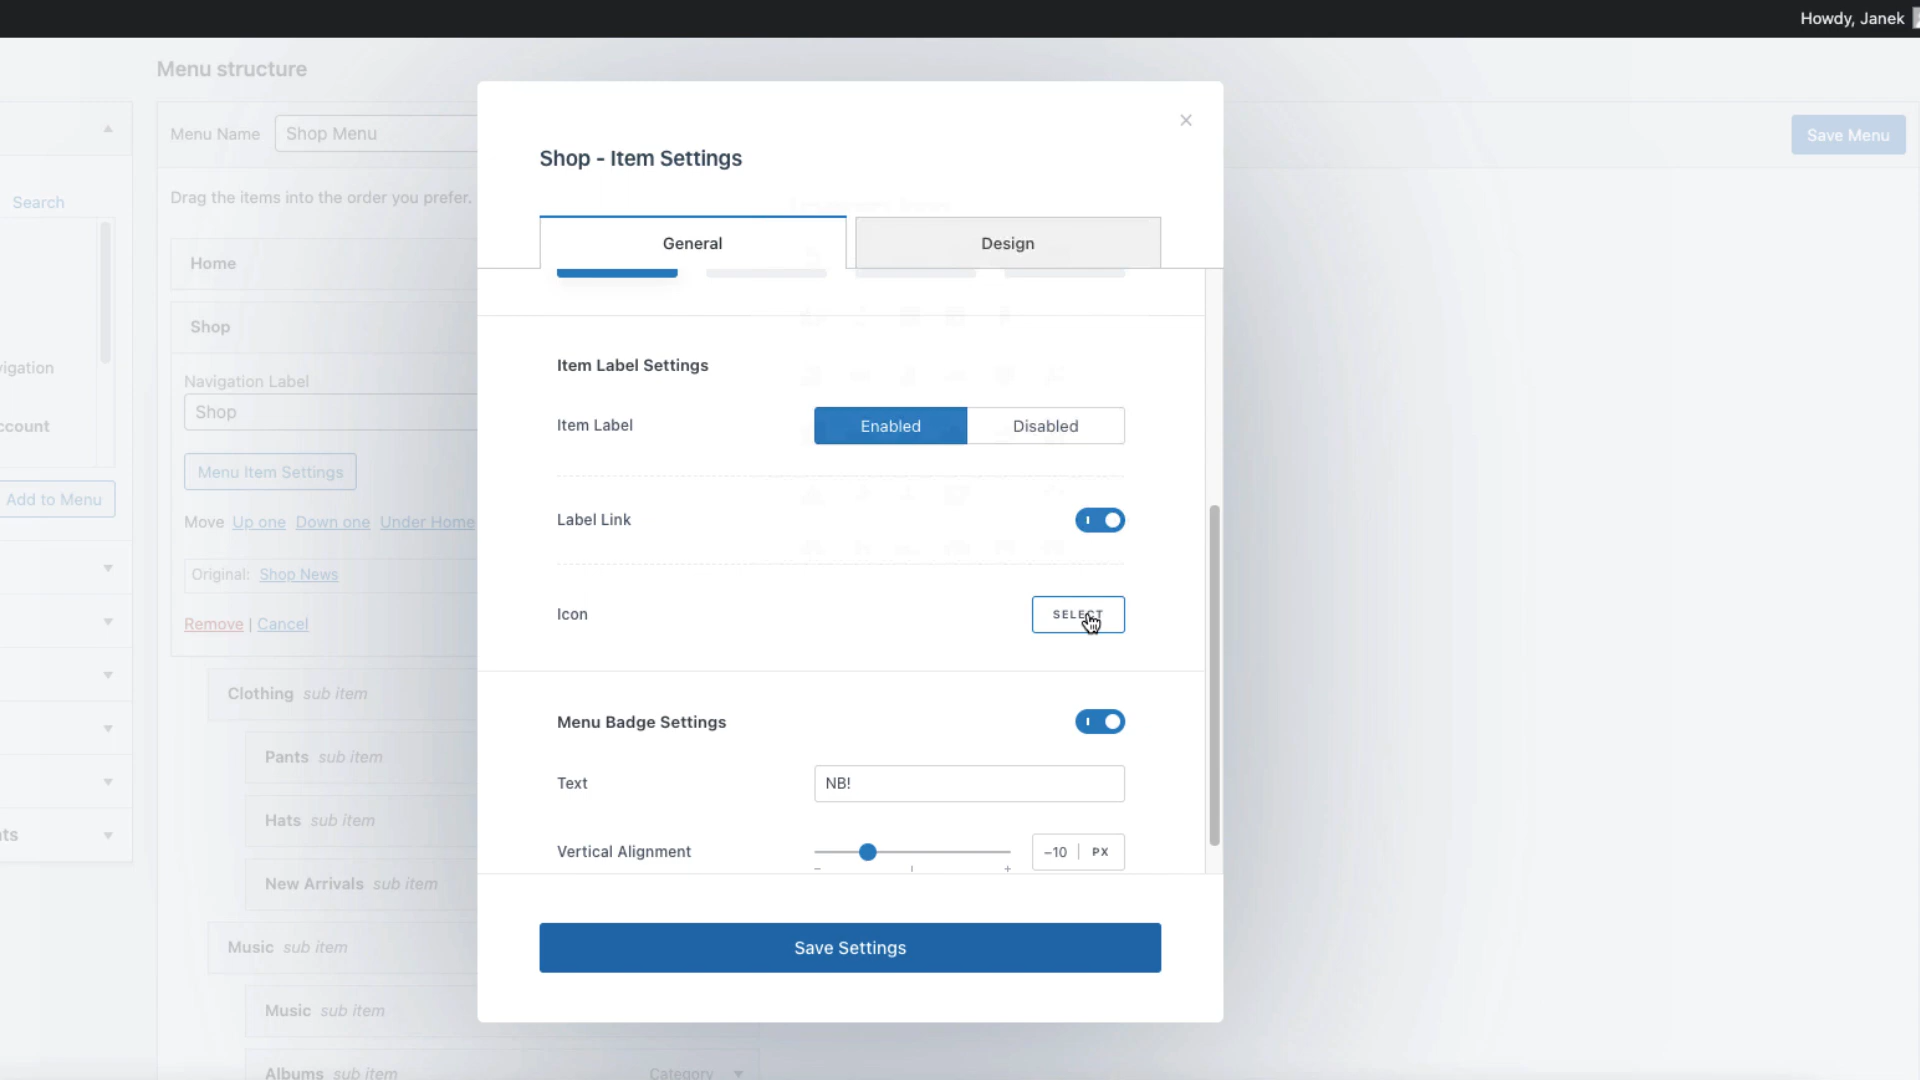 Howdy, Janek
Menu structure
Menu Name
Shop Menu
Save Menu
Search
Drag the items into the order you prefer.
Home
Shop
Navigation Label
Shop
Menu Item Settings
Add to Menu
Move Up one Down one Under Home
Original: Shop News
Remove | Cancel
Clothing sub item
Pants sub item
Hats sub item
New Arrivals sub item
Music sub item
Music sub item
Albums sub item
Category
igation
ccount
ts
Shop - Item Settings
General
Design
Item Label Settings
Item Label
Enabled
Disabled
Label Link
Icon
SELECT
Menu Badge Settings
Text
NB!
Vertical Alignment
-
+
–10
PX
Save Settings